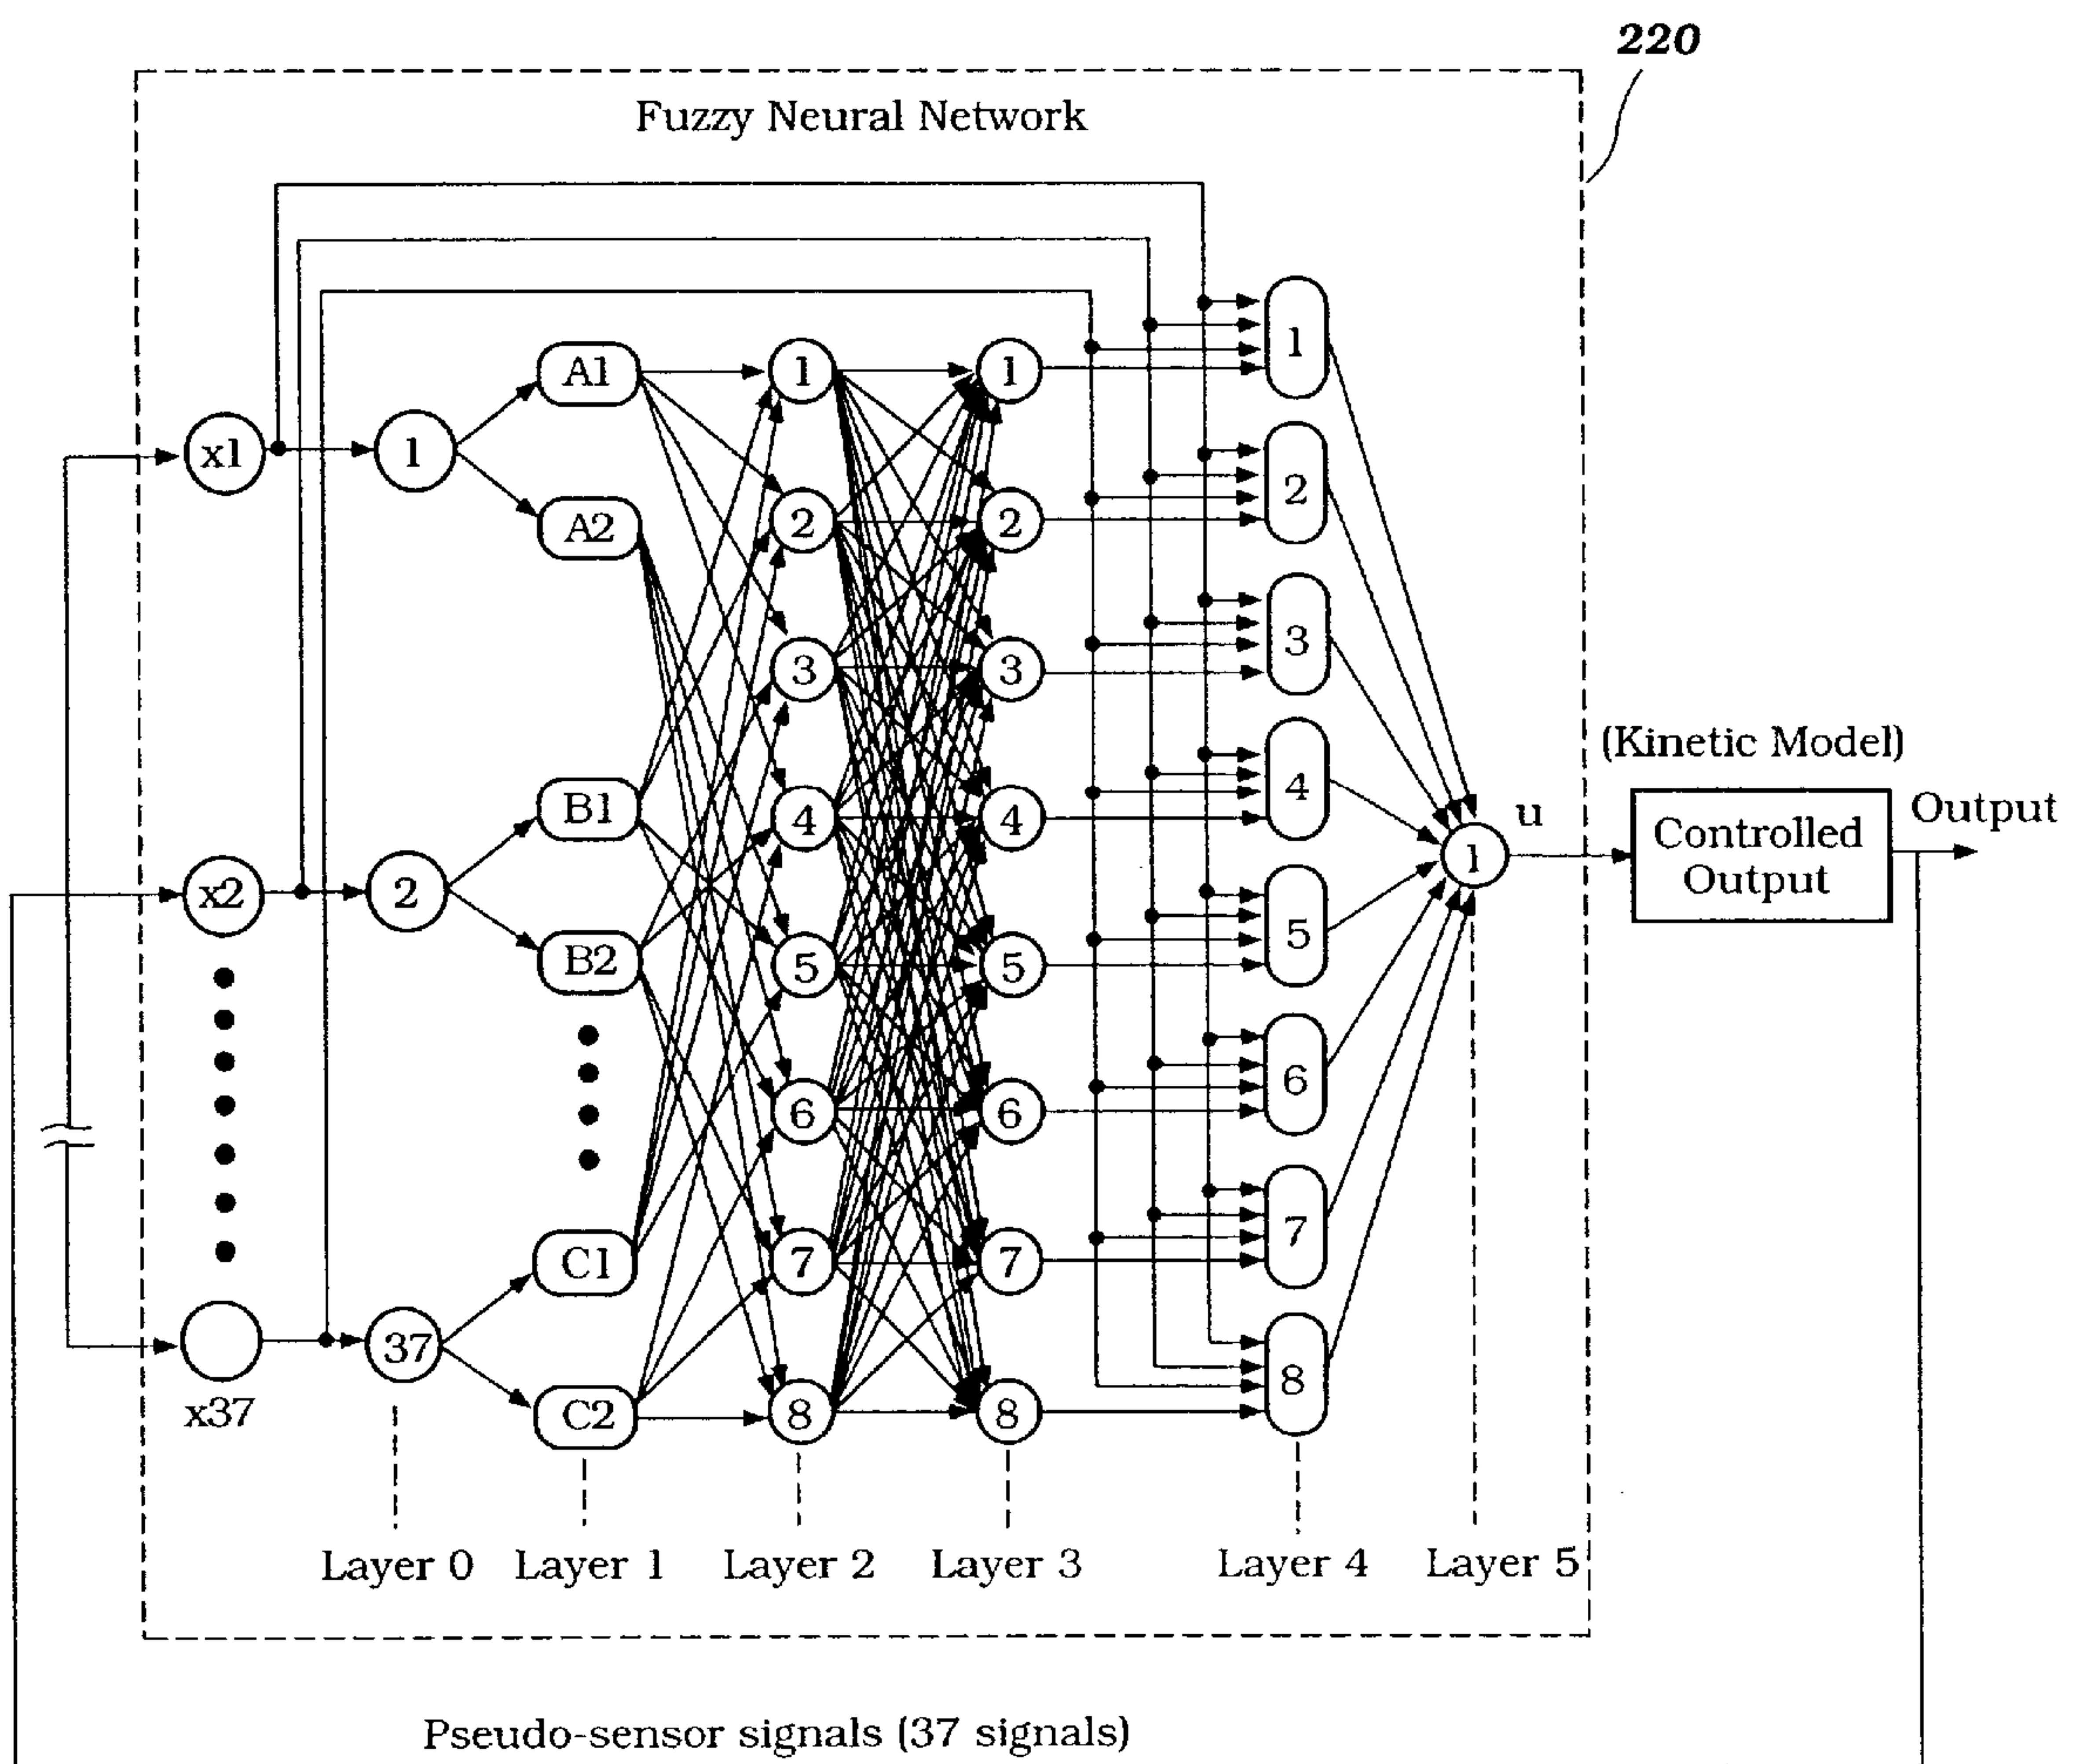 220
Fuzzy Neural Network
A1
1
1
1
x1
1
A2
2
2
2
3
3
3
(Kinetic Model)
B1
4
4
4
u
Output
Controlled
Output
1
x2
2
B2
5
5
5
6
6
6
C1
7
7
7
37
x37
C2
8
8
8
Layer 0
Layer 1
Layer 2
Layer 3
Layer 4
Layer 5
Pseudo-sensor signals (37 signals)